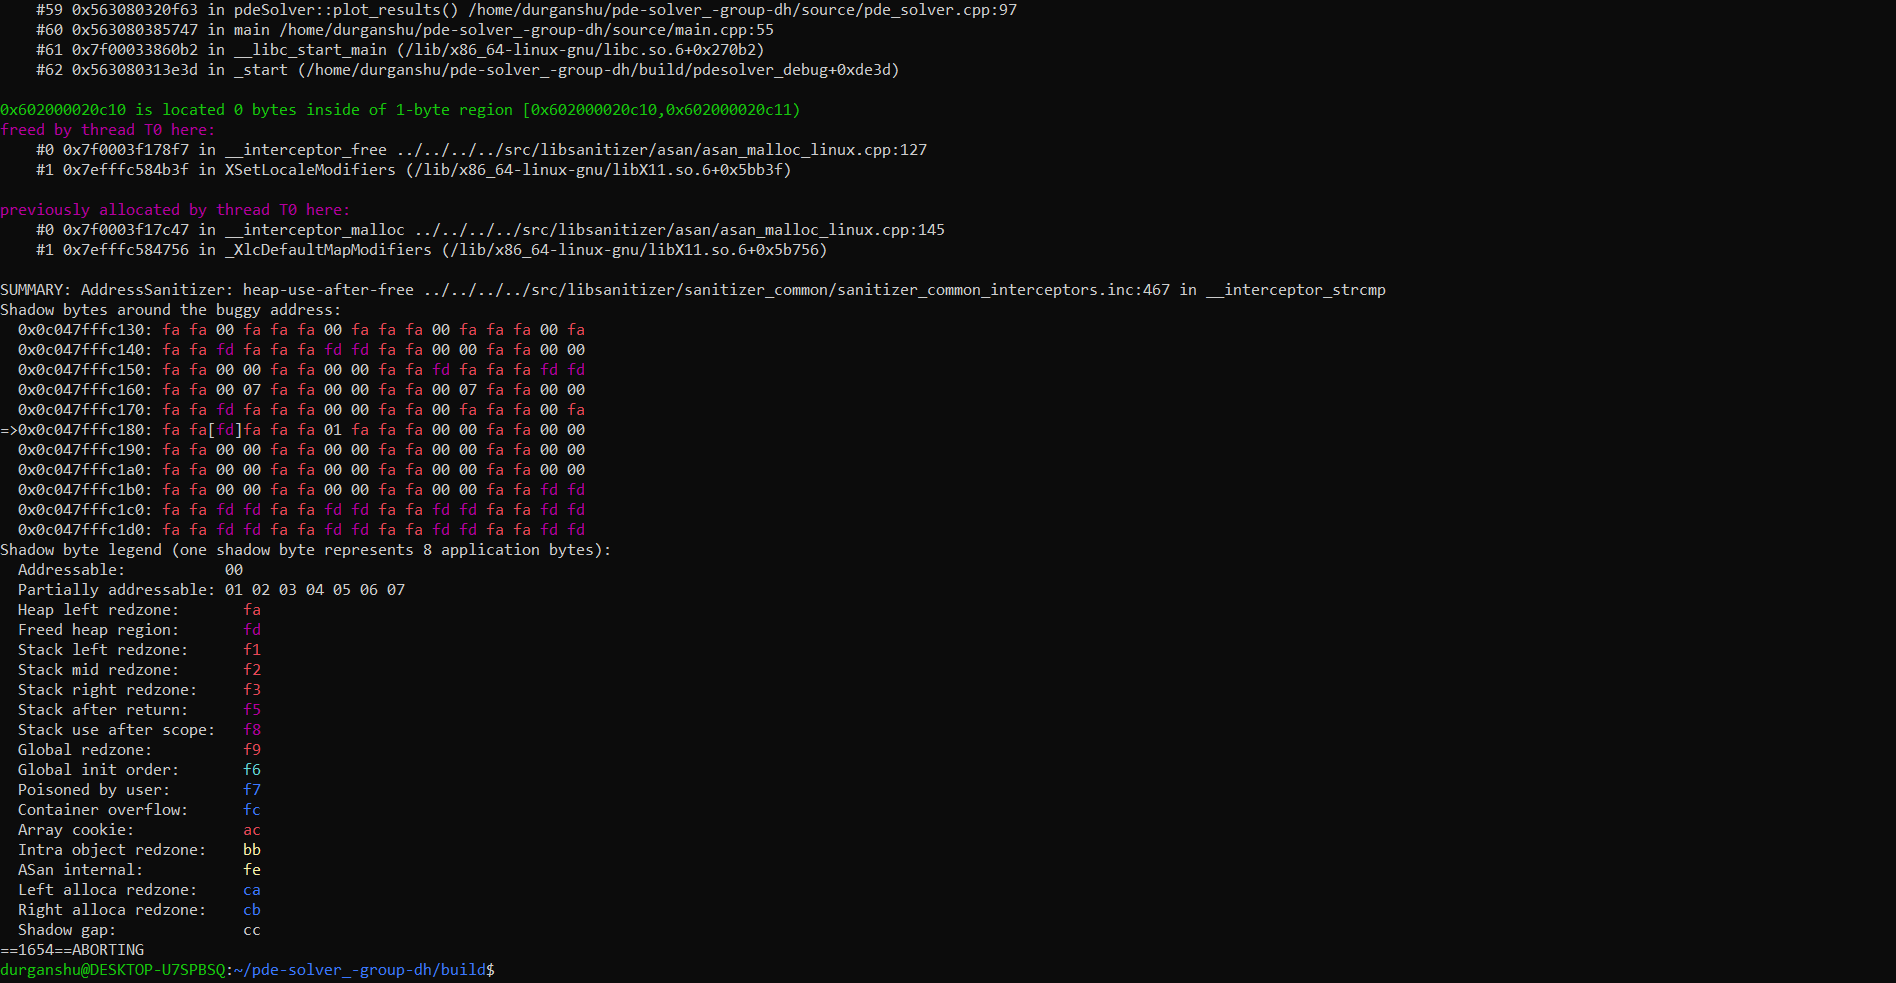 #59 0x563080320f63 in pdeSolver::plot_results() /home/durganshu/pde-solver_-group-dh/source/pde_solver.cpp:97
#60 0x563080385747 in main /home/durganshu/pde-solver_-group-dh/source/main.cpp:55
#61 0x7f00033860b2 in __libc_start_main (/lib/x86_64-linux-gnu/libc.so.6+0x270b2)
#62 0x563080313e3d in _start (/home/durganshu/pde-solver_-group-dh/build/pdesolver_debug+0xde3d)
0x602000020c10 is located 0 bytes inside of 1-byte region [0x602000020c10,0x602000020c11)
freed by thread T0 here:
#0 0x7f0003f178f7 in __interceptor_free ../../../../src/libsanitizer/asan/asan_malloc_linux.cpp:127
#1 0x7efffc584b3f in XSetLocaleModifiers (/lib/x86_64-linux-gnu/libX11.so.6+0x5bb3f)
previously allocated by thread T0 here:
#0 0x7f0003f17c47 in __interceptor_malloc ../../../../src/libsanitizer/asan/asan_malloc_linux.cpp:145
#1 0x7efffc584756 in _XlcDefaultMapModifiers (/lib/x86_64-linux-gnu/libX11.so.6+0x5b756)
SUMMARY: AddressSanitizer: heap-use-after-free ../../../../src/libsanitizer/sanitizer_common/sanitizer_common_interceptors.inc:467 in __interceptor_strcmp
Shadow bytes around the buggy address:
0x0c047fffc130: fa fa 00 fa fa fa 00 fa fa fa 00 fa fa fa 00 fa
0x0c047fffc140: fa fa fd fa fa fa fd fd fa fa 00 00 fa fa 00 00
0x0c047fffc150: fa fa 00 00 fa fa 00 00 fa fa fd fa fa fa fd fd
0x0c047fffc160: fa fa 00 07 fa fa 00 00 fa fa 00 07 fa fa 00 00
0x0c047fffc170: fa fa fd fa fa fa 00 00 fa fa 00 fa fa fa 00 fa
=>0x0c047fffc180: fa fa[fd]fa fa fa 01 fa fa fa 00 00 fa fa 00 00
0x0c047fffc190: fa fa 00 00 fa fa 00 00 fa fa 00 00 fa fa 00 00
0x0c047fffc1a0: fa fa 00 00 fa fa 00 00 fa fa 00 00 fa fa 00 00
0x0c047fffc1b0: fa fa 00 00 fa fa 00 00 fa fa 00 00 fa fa fd fd
0x0c047fffc1c0: fa fa fd fd fa fa fd fd fa fa fd fd fa fa fd fd
0x0c047fffc1d0: fa fa fd fd fa fa fd fd fa fa fd fd fa fa fd fd
Shadow byte legend (one shadow byte represents 8 application bytes):
Addressable: 00
Partially addressable: 01 02 03 04 05 06 07
Heap left redzone: fa
Freed heap region: fd
Stack left redzone: f1
Stack mid redzone: f2
Stack right redzone: f3
Stack after return: f5
Stack use after scope: f8
Global redzone: f9
Global init order: f6
Poisoned by user: f7
Container overflow: fc
Array cookie: ac
Intra object redzone: bb
ASan internal: fe
Left alloca redzone: ca
Right alloca redzone: cb
Shadow gap: cc
==1654==ABORTING
durganshu@DESKTOP-U7SPBSQ:~/pde-solver_-group-dh/build$